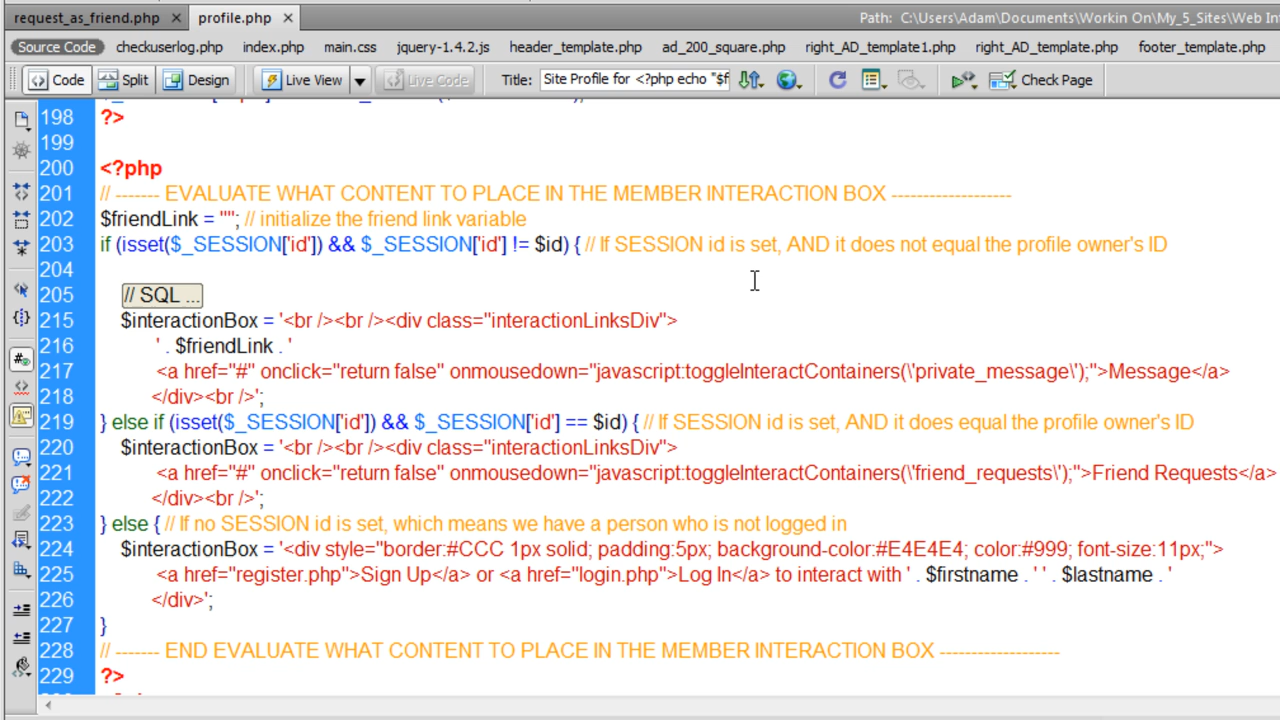 request_as_friend.php × profile.php × Path: C:\Users\Adam\Documents\Workin On\My_5_Sites\Web In
Source Code checkuserlog.php index.php main.css jquery-1.4.2.js header_template.php ad_200_square.php right_AD_template1.php right_AD_template.php footer_template.php
Code Split Design Live View Live Code Title: Site Profile for <?php echo "$f Check Page
198 ?>
199
200 <?php
201 // ------- EVALUATE WHAT CONTENT TO PLACE IN THE MEMBER INTERACTION BOX -------------------
202 $friendLink = ""; // initialize the friend link variable
203 if (isset($_SESSION['id']) && $_SESSION['id'] != $id) { // If SESSION id is set, AND it does not equal the profile owner's ID
204
205 // SQL ...
215 $interactionBox = '<br /><br /><div class="interactionLinksDiv">
216 ' . $friendLink . '
217 <a href="#" onclick="return false" onmousedown="javascript:toggleInteractContainers(\'private_message\');">Message</a>
218 </div><br />';
219 } else if (isset($_SESSION['id']) && $_SESSION['id'] == $id) { // If SESSION id is set, AND it does equal the profile owner's ID
220 $interactionBox = '<br /><br /><div class="interactionLinksDiv">
221 <a href="#" onclick="return false" onmousedown="javascript:toggleInteractContainers(\'friend_requests\');">Friend Requests</a>
222 </div><br />';
223 } else { // If no SESSION id is set, which means we have a person who is not logged in
224 $interactionBox = '<div style="border:#CCC 1px solid; padding:5px; background-color:#E4E4E4; color:#999; font-size:11px;">
225 <a href="register.php">Sign Up</a> or <a href="login.php">Log In</a> to interact with ' . $firstname . ' ' . $lastname . '
226 </div>';
227 }
228 // ------- END EVALUATE WHAT CONTENT TO PLACE IN THE MEMBER INTERACTION BOX -------------------
229 ?>